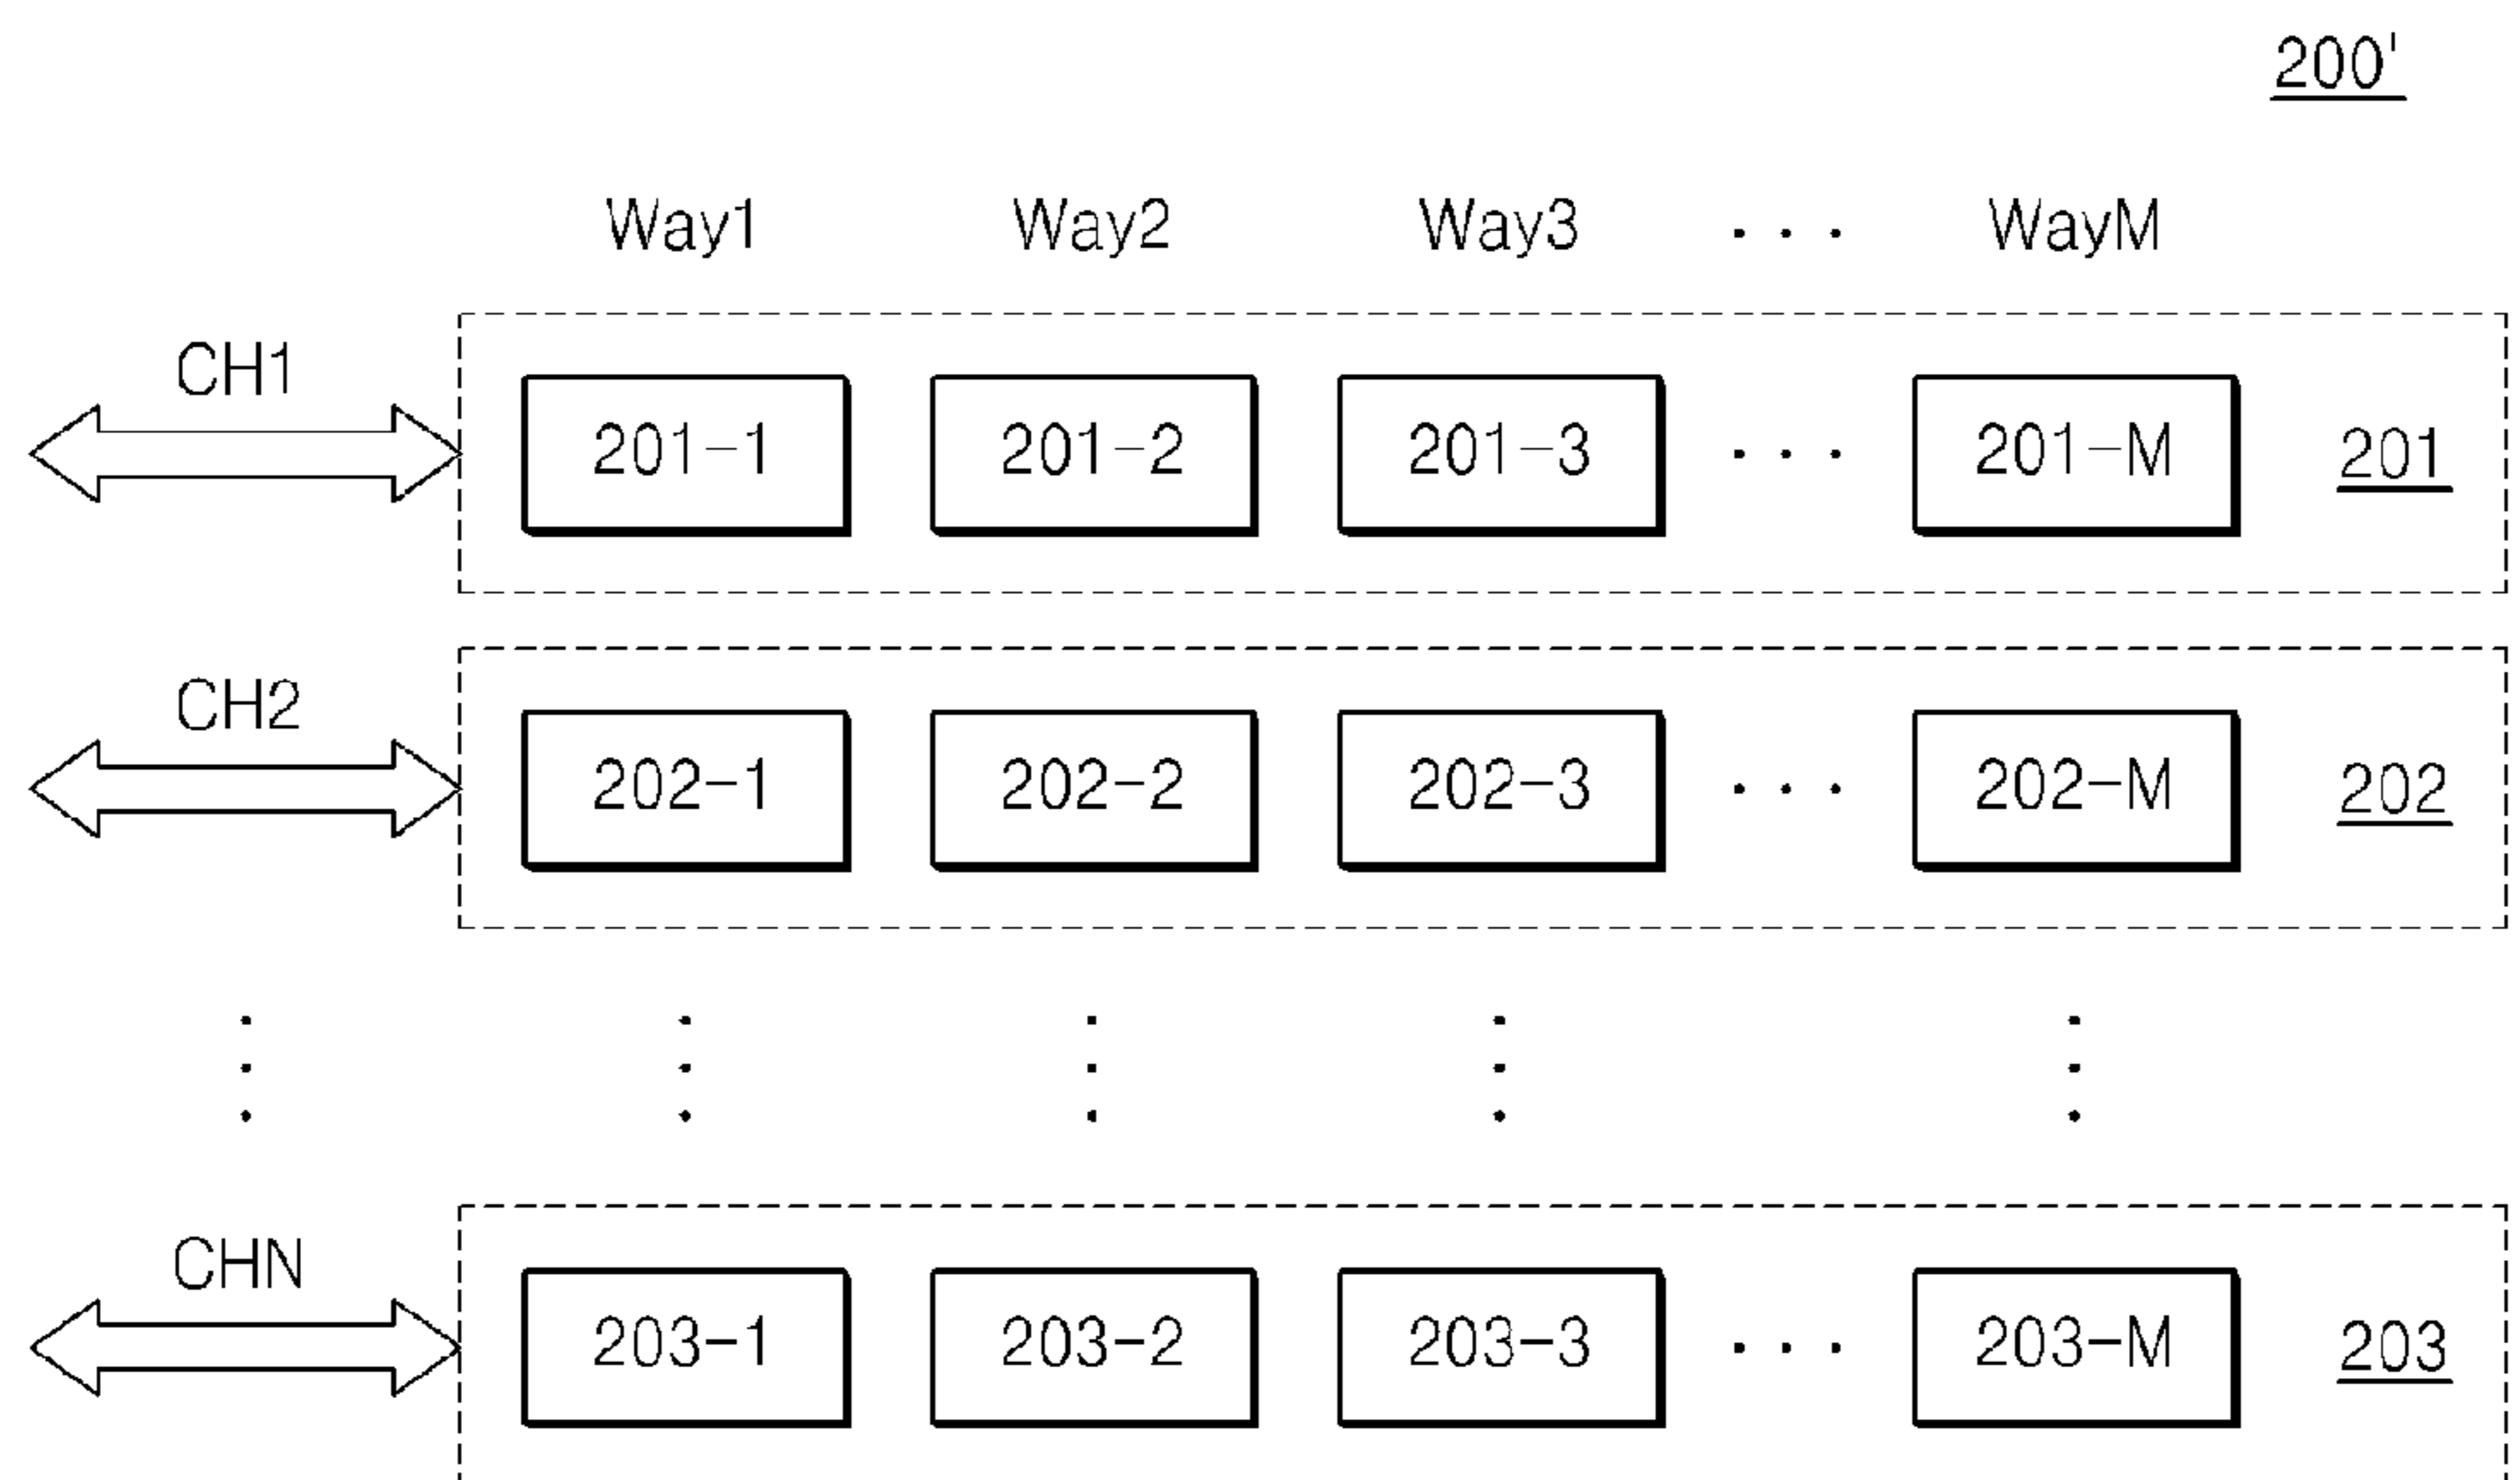 200'
Way1 Way2 Way3 · · · WayM
CH1
201-1 201-2 201-3 · · · 201-M 201
CH2
202-1 202-2 202-3 · · · 202-M 202
CHN
203-1 203-2 203-3 · · · 203-M 203